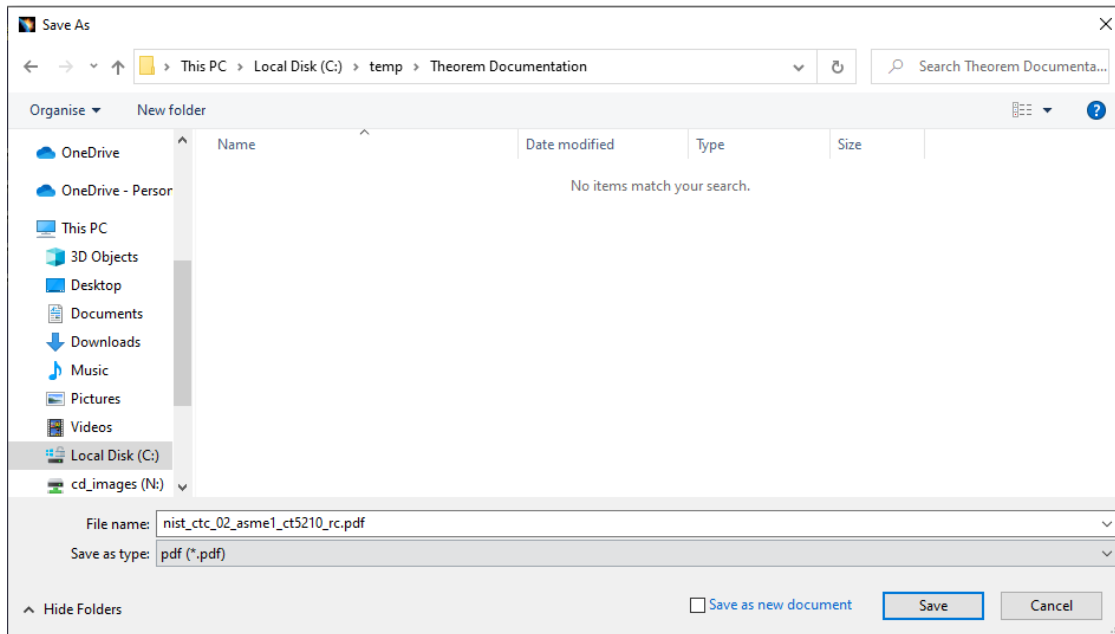 Save As
This PC > Local Disk (C:) > temp > Theorem Documentation
Search Theorem Documenta...
Organise New folder
?
Name Date modified Type Size
No items match your search.
OneDrive
OneDrive - Person
This PC
3D Objects
Desktop
Documents
Downloads
Music
Pictures
Videos
Local Disk (C:)
cd_images (N:)
File name: nist_ctc_02_asme1_ct5210_rc.pdf
Save as type: pdf (*.pdf)
Hide Folders
Save as new document
Save
Cancel